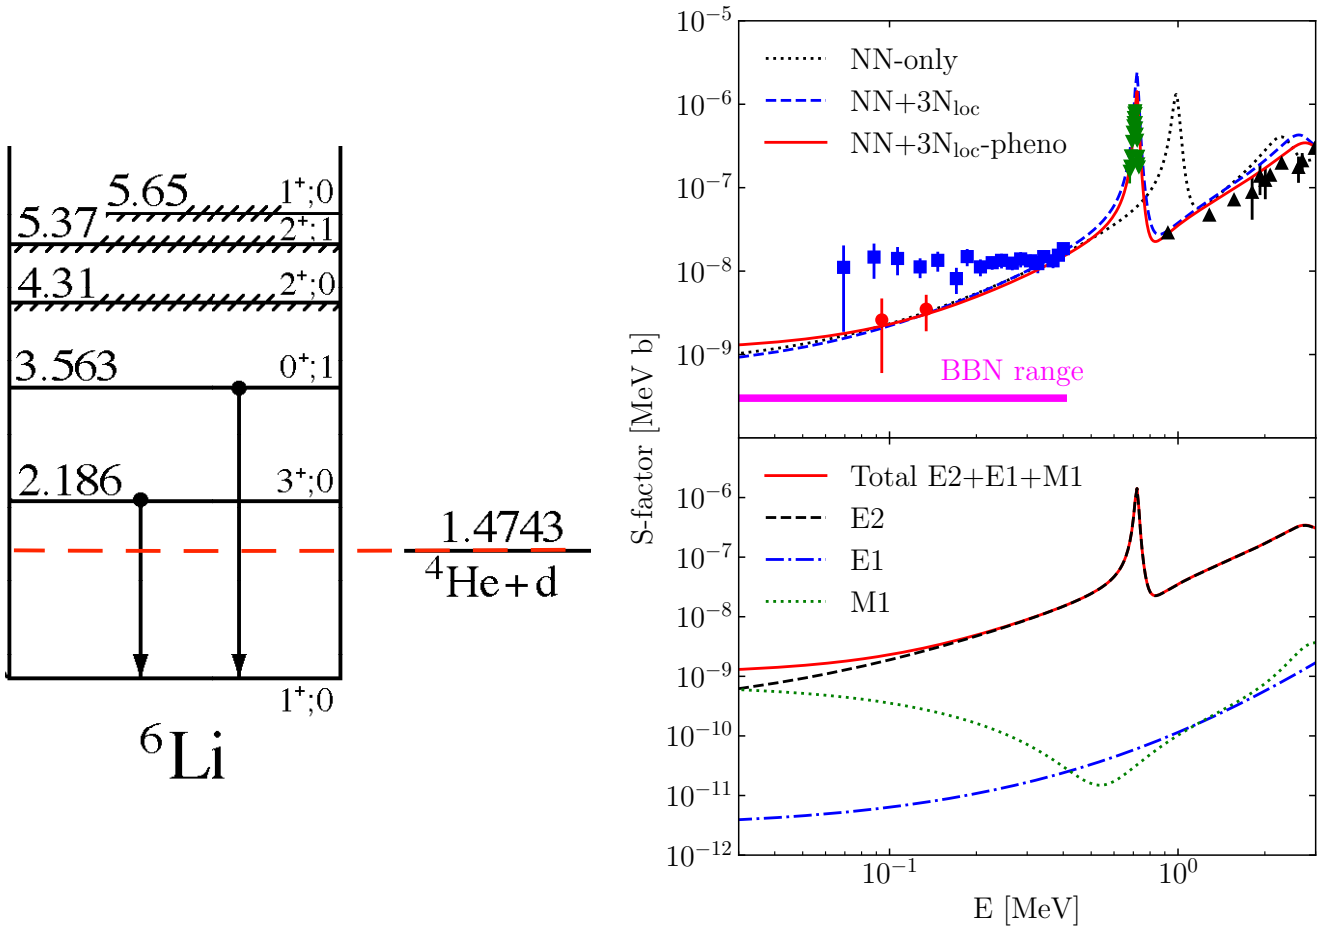 5.65 1⁺;0
5.37 2⁺;1
4.31 2⁺;0
3.563 0⁺;1
2.186 3⁺;0
1.4743
⁴He+d
1⁺;0
⁶Li
S-factor [MeV b]
10⁻⁵
10⁻⁶
10⁻⁷
10⁻⁸
10⁻⁹
NN-only
NN+3N_loc
NN+3N_loc-pheno
BBN range
10⁻⁶
10⁻⁷
10⁻⁸
10⁻⁹
10⁻¹⁰
10⁻¹¹
10⁻¹²
Total E2+E1+M1
E2
E1
M1
10⁻¹ 10⁰
E [MeV]